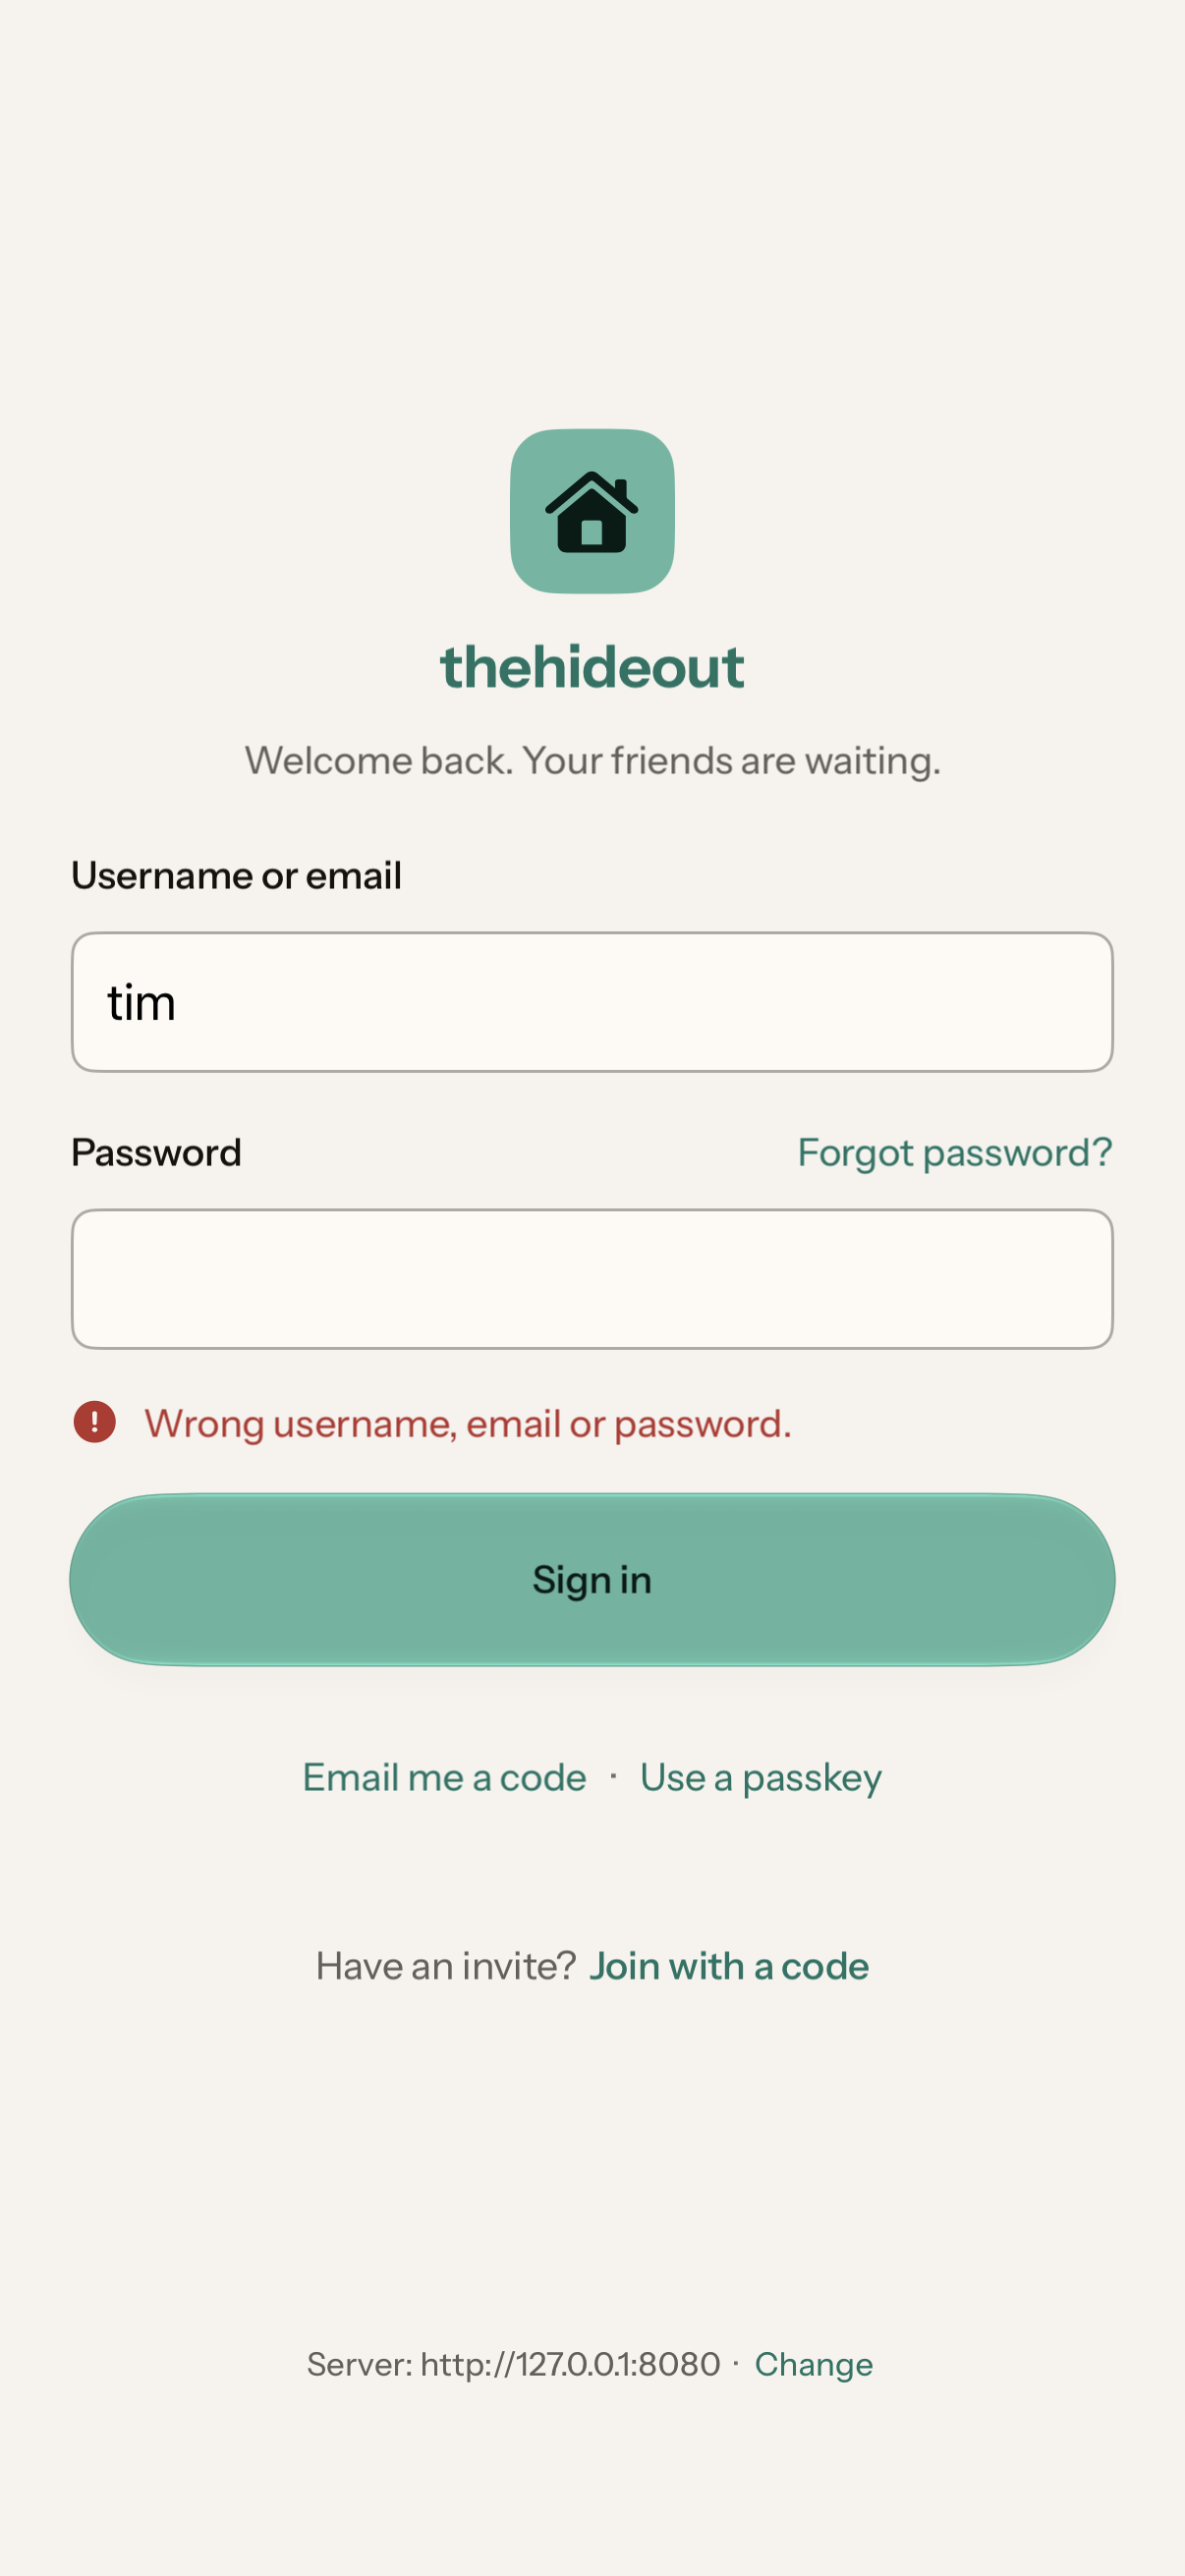 thehideout
Welcome back. Your friends are waiting.
Username or email
tim
Password Forgot password?
Wrong username, email or password.
Sign in
Email me a code · Use a passkey
Have an invite? Join with a code
Server: http://127.0.0.1:8080 · Change